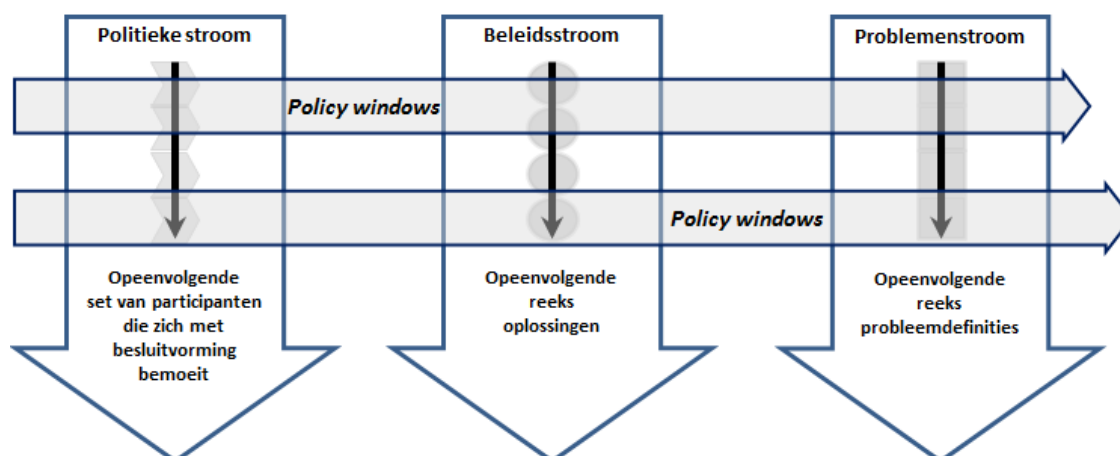 Politieke stroom
Beleidsstroom
Problemenstroom
Policy windows
Policy windows
Opeenvolgende
set van participanten
die zich met
besluitvorming
bemoeit
Opeenvolgende
reeks
oplossingen
Opeenvolgende
reeks
probleemdefinities